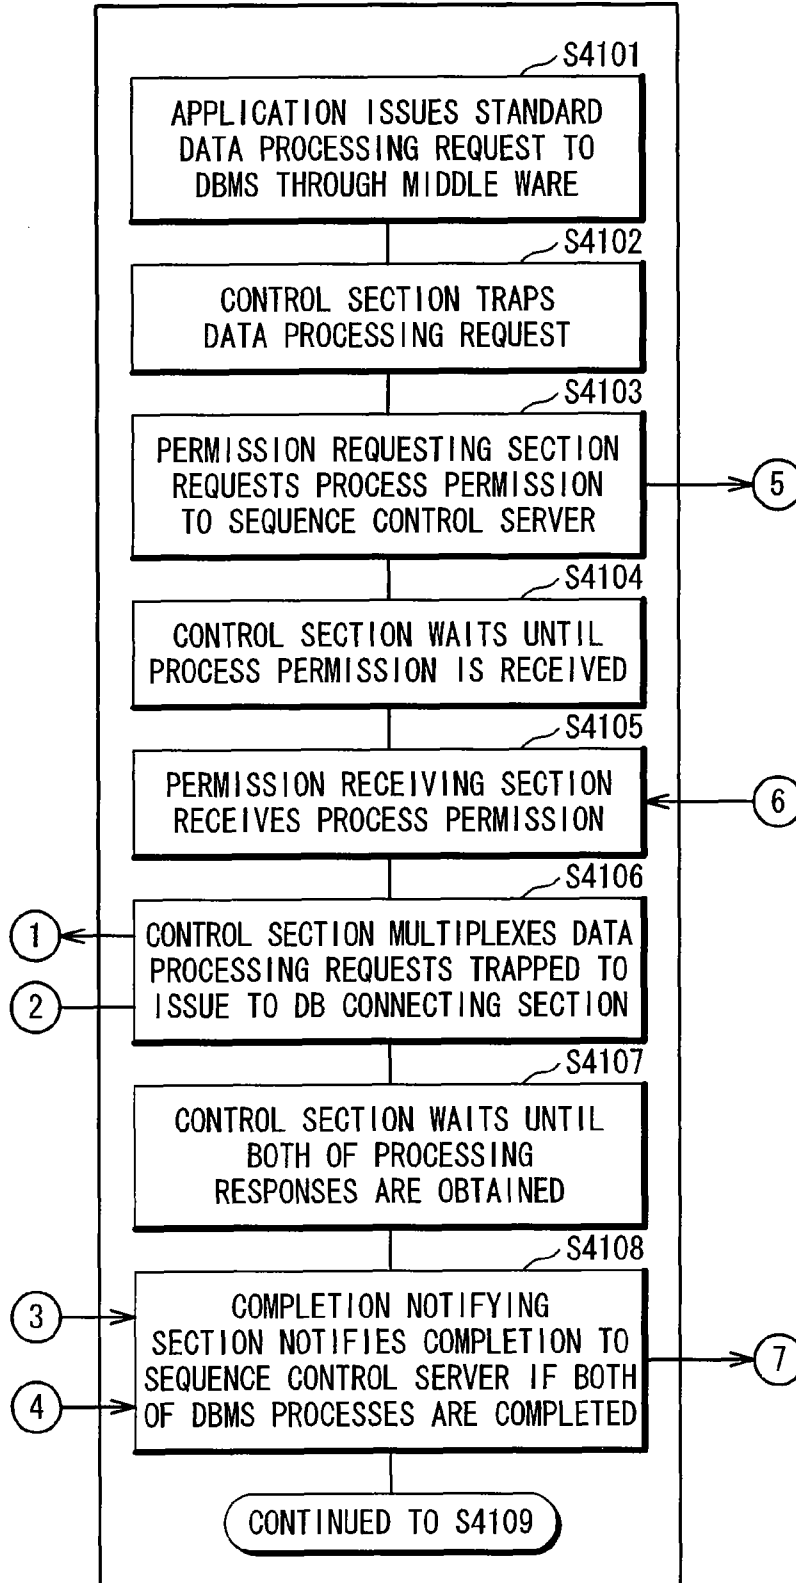 S4101
APPLICATION ISSUES STANDARD
DATA PROCESSING REQUEST TO
DBMS THROUGH MIDDLE WARE
S4102
CONTROL SECTION TRAPS
DATA PROCESSING REQUEST
S4103
PERMISSION REQUESTING SECTION
REQUESTS PROCESS PERMISSION
TO SEQUENCE CONTROL SERVER
5
S4104
CONTROL SECTION WAITS UNTIL
PROCESS PERMISSION IS RECEIVED
S4105
PERMISSION RECEIVING SECTION
RECEIVES PROCESS PERMISSION
6
S4106
1
CONTROL SECTION MULTIPLEXES DATA
PROCESSING REQUESTS TRAPPED TO
2
ISSUE TO DB CONNECTING SECTION
S4107
CONTROL SECTION WAITS UNTIL
BOTH OF PROCESSING
RESPONSES ARE OBTAINED
S4108
3
COMPLETION NOTIFYING
SECTION NOTIFIES COMPLETION TO
7
SEQUENCE CONTROL SERVER IF BOTH
4
OF DBMS PROCESSES ARE COMPLETED
CONTINUED TO S4109